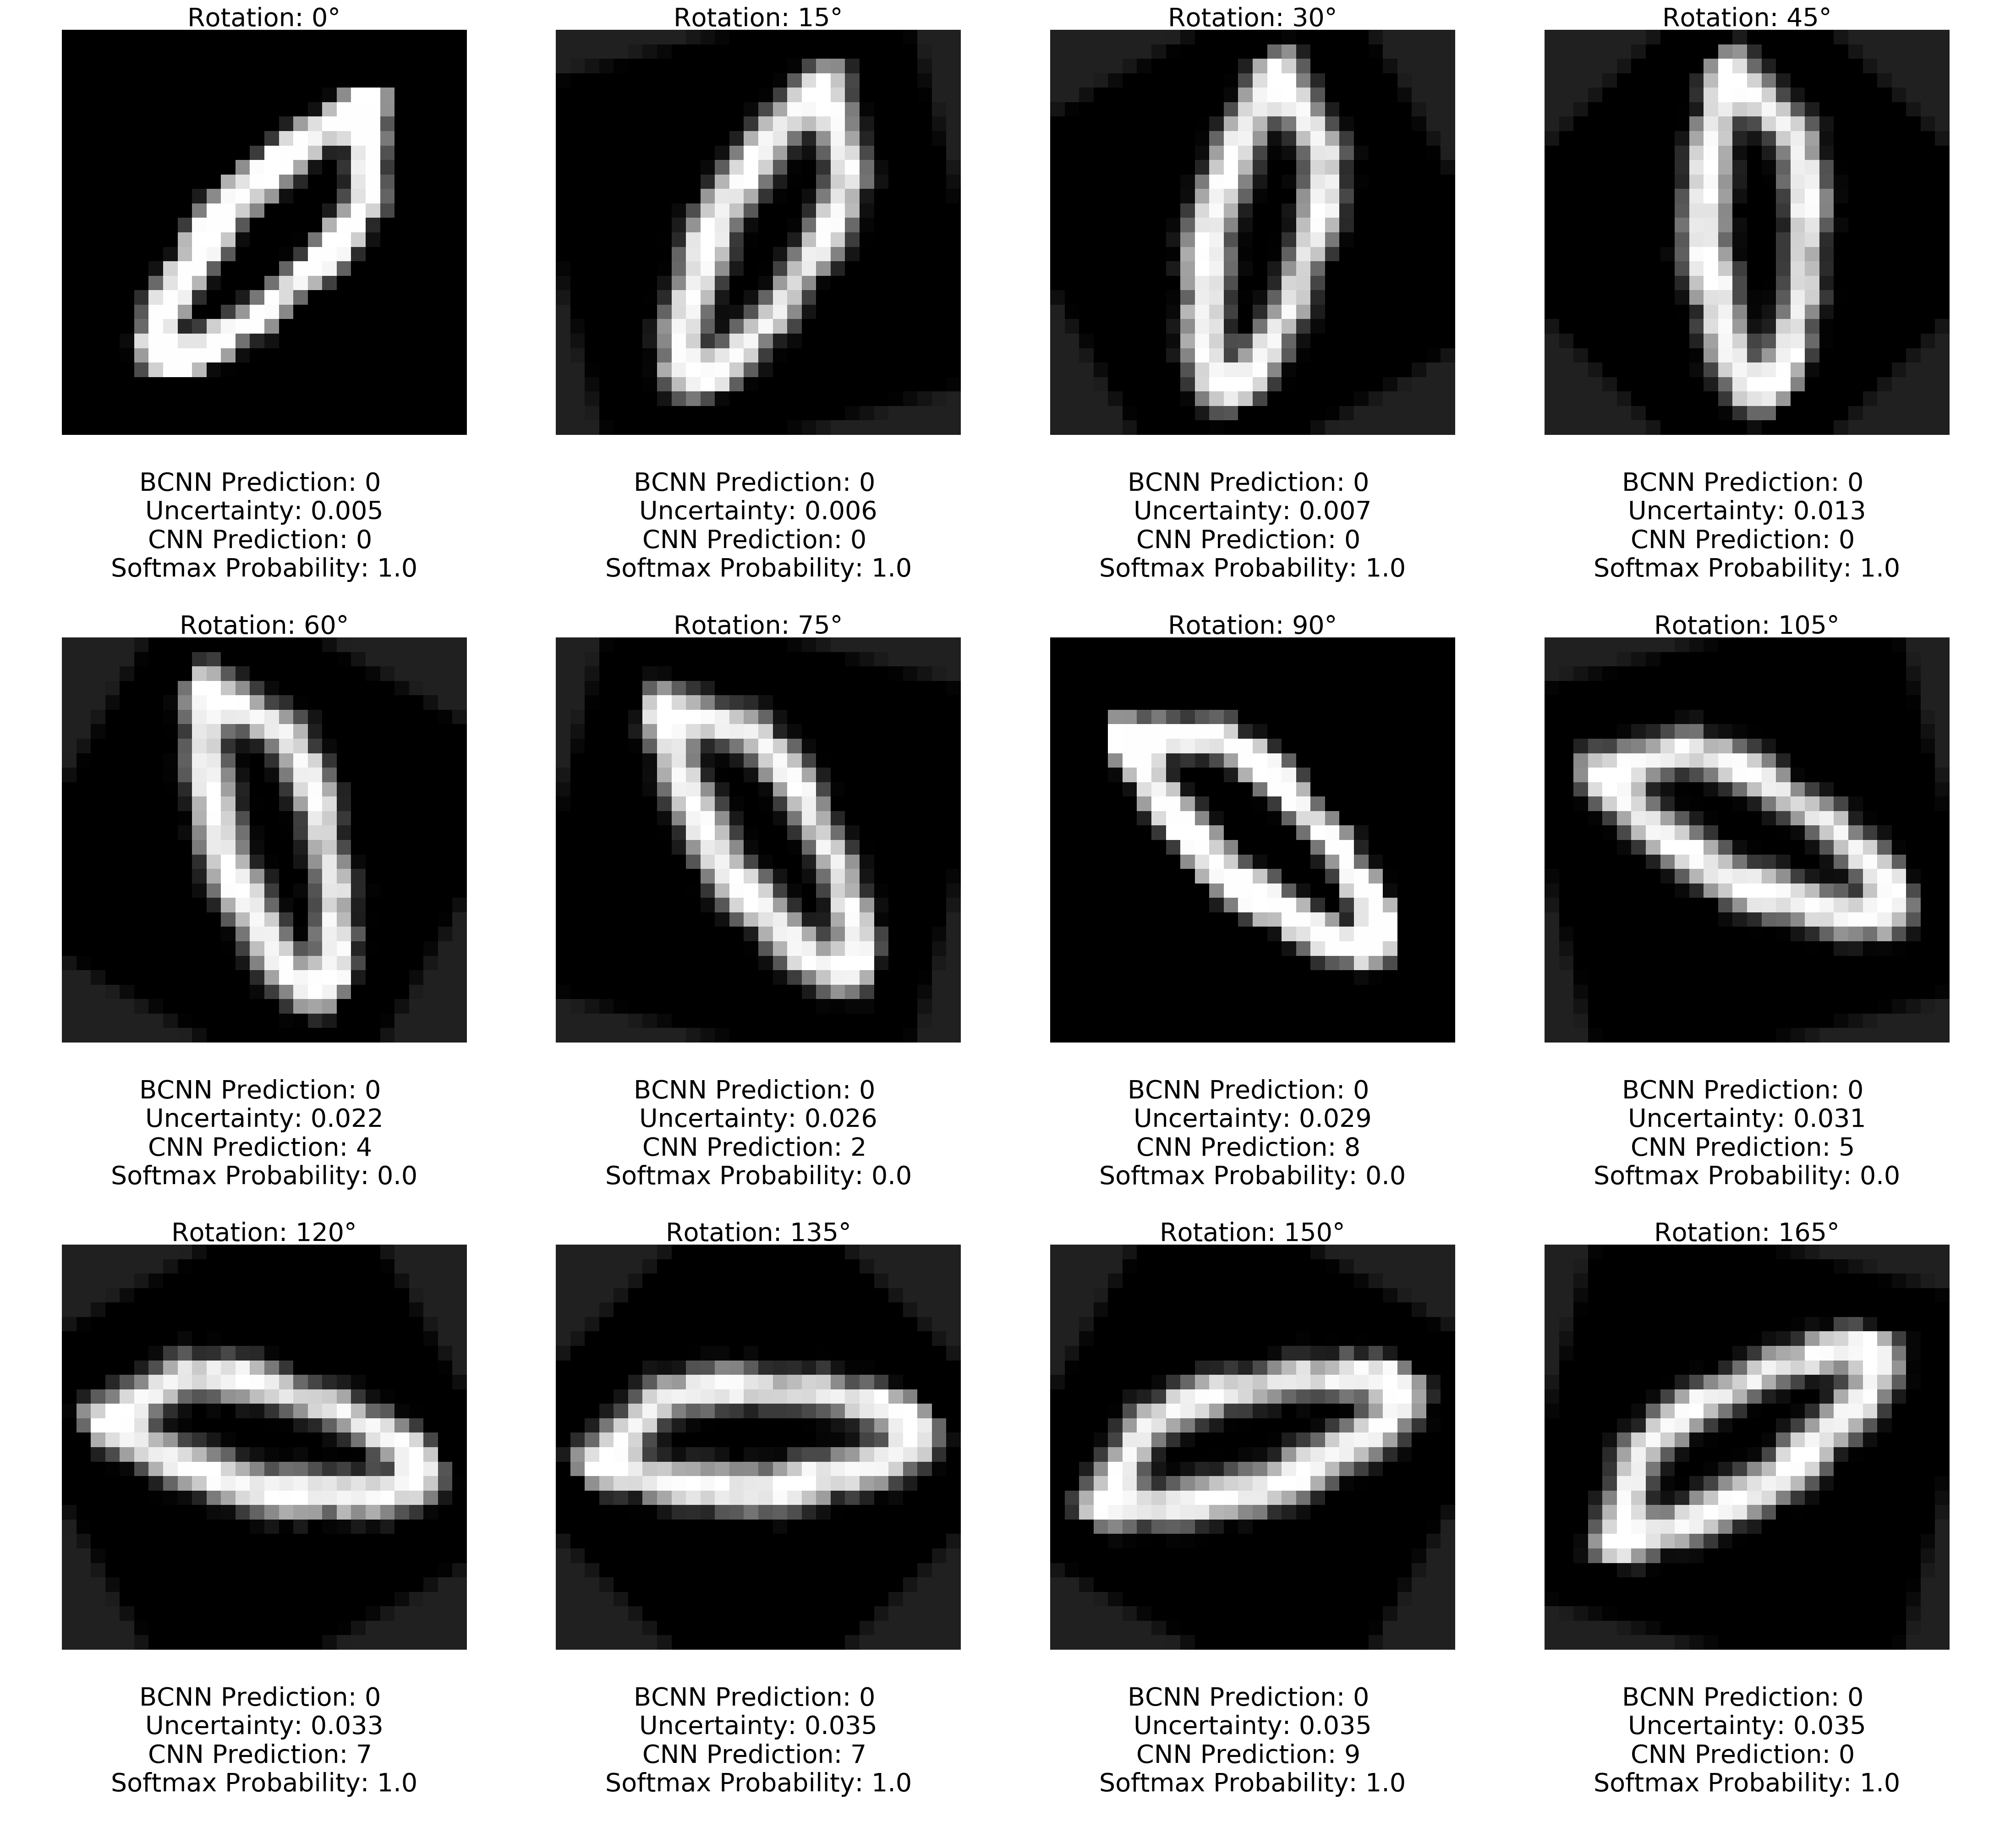 Rotation: 0°
BCNN Prediction: 0
Uncertainty: 0.005
CNN Prediction: 0
Softmax Probability: 1.0
Rotation: 15°
BCNN Prediction: 0
Uncertainty: 0.006
CNN Prediction: 0
Softmax Probability: 1.0
Rotation: 30°
BCNN Prediction: 0
Uncertainty: 0.007
CNN Prediction: 0
Softmax Probability: 1.0
Rotation: 45°
BCNN Prediction: 0
Uncertainty: 0.013
CNN Prediction: 0
Softmax Probability: 1.0
Rotation: 60°
BCNN Prediction: 0
Uncertainty: 0.022
CNN Prediction: 4
Softmax Probability: 0.0
Rotation: 75°
BCNN Prediction: 0
Uncertainty: 0.026
CNN Prediction: 2
Softmax Probability: 0.0
Rotation: 90°
BCNN Prediction: 0
Uncertainty: 0.029
CNN Prediction: 8
Softmax Probability: 0.0
Rotation: 105°
BCNN Prediction: 0
Uncertainty: 0.031
CNN Prediction: 5
Softmax Probability: 0.0
Rotation: 120°
BCNN Prediction: 0
Uncertainty: 0.033
CNN Prediction: 7
Softmax Probability: 1.0
Rotation: 135°
BCNN Prediction: 0
Uncertainty: 0.035
CNN Prediction: 7
Softmax Probability: 1.0
Rotation: 150°
BCNN Prediction: 0
Uncertainty: 0.035
CNN Prediction: 9
Softmax Probability: 1.0
Rotation: 165°
BCNN Prediction: 0
Uncertainty: 0.035
CNN Prediction: 0
Softmax Probability: 1.0